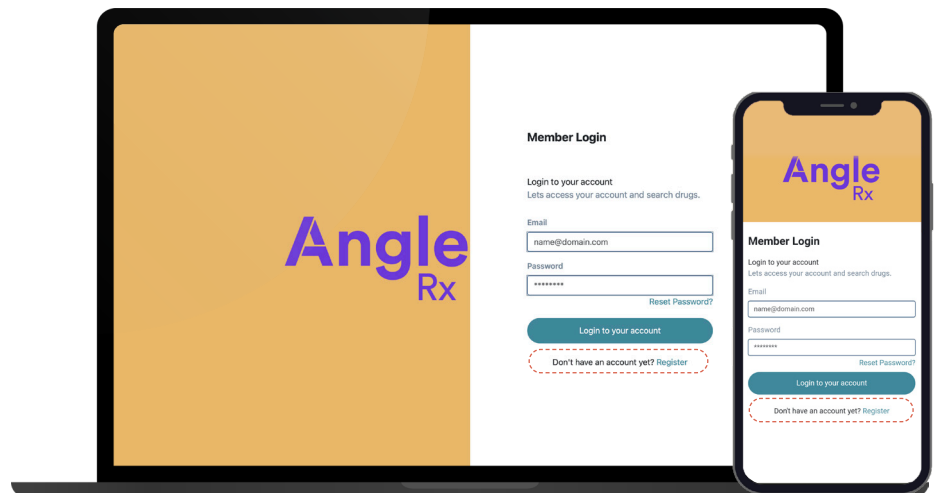 Angle
Rx
Member Login
Login to your account
Lets access your account and search drugs.
Email
name@domain.com
Password
********
Reset Password?
Login to your account
Don't have an account yet? Register
Angle
Rx
Member Login
Login to your account
Lets access your account and search drugs.
Email
name@domain.com
Password
********
Reset Password?
Login to your account
Don't have an account yet? Register